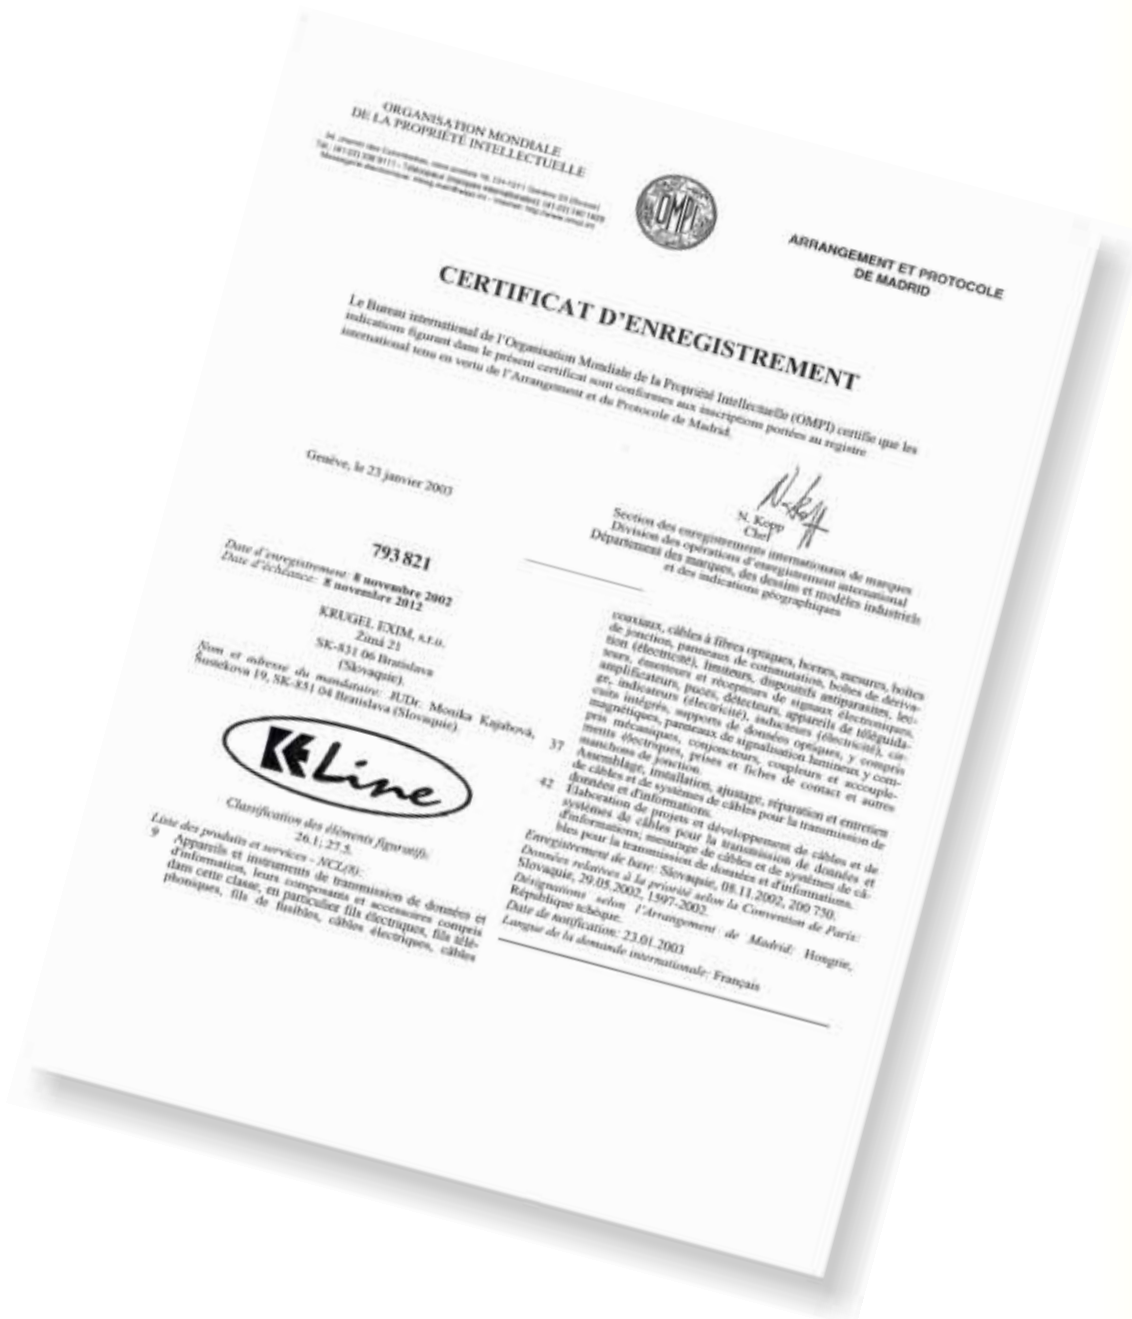 ORGANISATION MONDIALE
DE LA PROPRIÉTÉ INTELLECTUELLE
34, chemin des Colombettes,
OMPI
ARRANGEMENT ET PROTOCOLE
DE MADRID
CERTIFICAT D'ENREGISTREMENT
Le Bureau international de l'Organisation Mondiale de la Propriété Intellectuelle (OMPI) certifie que les
indications figurant dans le présent certificat sont conformes aux inscriptions portées au registre
international tenu en vertu de l'Arrangement et du Protocole de Madrid.
Genève, le 23 janvier 2003
N. Kopp
Chef
Section des enregistrements internationaux de marques
Division des opérations d'enregistrement international
Département des marques, des dessins et modèles industriels
et des indications géographiques
793 821
Date d'enregistrement: 8 novembre 2002
Date d'échéance: 8 novembre 2012
KRUGEL EXIM, s.r.o.
Zimá 21
SK-831 06 Bratislava
(Slovaquie).
Nom et adresse du mandataire: JUDr. Monika Kajabová,
Šustekova 19, SK-851 04 Bratislava (Slovaquie).
KE Line
Classification des éléments figuratifs:
26.1; 27.5.
Liste des produits et services - NCL(8):
9 Appareils et instruments de transmission de données et
d'information, leurs composants et accessoires compris
dans cette classe, en particulier fils électriques, fils télé-
phoniques, fils de fusibles, câbles électriques, câbles
coaxiaux, câbles à fibres optiques, bornes, mesures, boîtes
de jonction, panneaux de commutation, boîtes de dériva-
tion (électricité), limiteurs, dispositifs antiparasites, lec-
teurs, émetteurs et récepteurs de signaux électroniques,
amplificateurs, puces, détecteurs, appareils de téléguida-
ge, indicateurs (électricité), inducteurs (électricité), cir-
cuits intégrés, supports de données optiques, y compris
magnétiques, panneaux de signalisation lumineux y com-
pris mécaniques, conjoncteurs, coupleurs et accouple-
ments électriques, prises et fiches de contact et autres
manchons de jonction.
37 Assemblage, installation, ajustage, réparation et entretien
de câbles et de systèmes de câbles pour la transmission de
données et d'informations.
42 Élaboration de projets et développement de câbles et de
systèmes de câbles pour la transmission de données et
d'informations; mesurage de câbles et de systèmes de câ-
bles pour la transmission de données et d'informations.
Enregistrement de base: Slovaquie, 08.11.2002, 200 750.
Données relatives à la priorité selon la Convention de Paris:
Slovaquie, 29.05.2002, 1597-2002.
Désignations selon l'Arrangement de Madrid: Hongrie,
République tchèque.
Date de notification: 23.01.2003
Langue de la demande internationale: Français